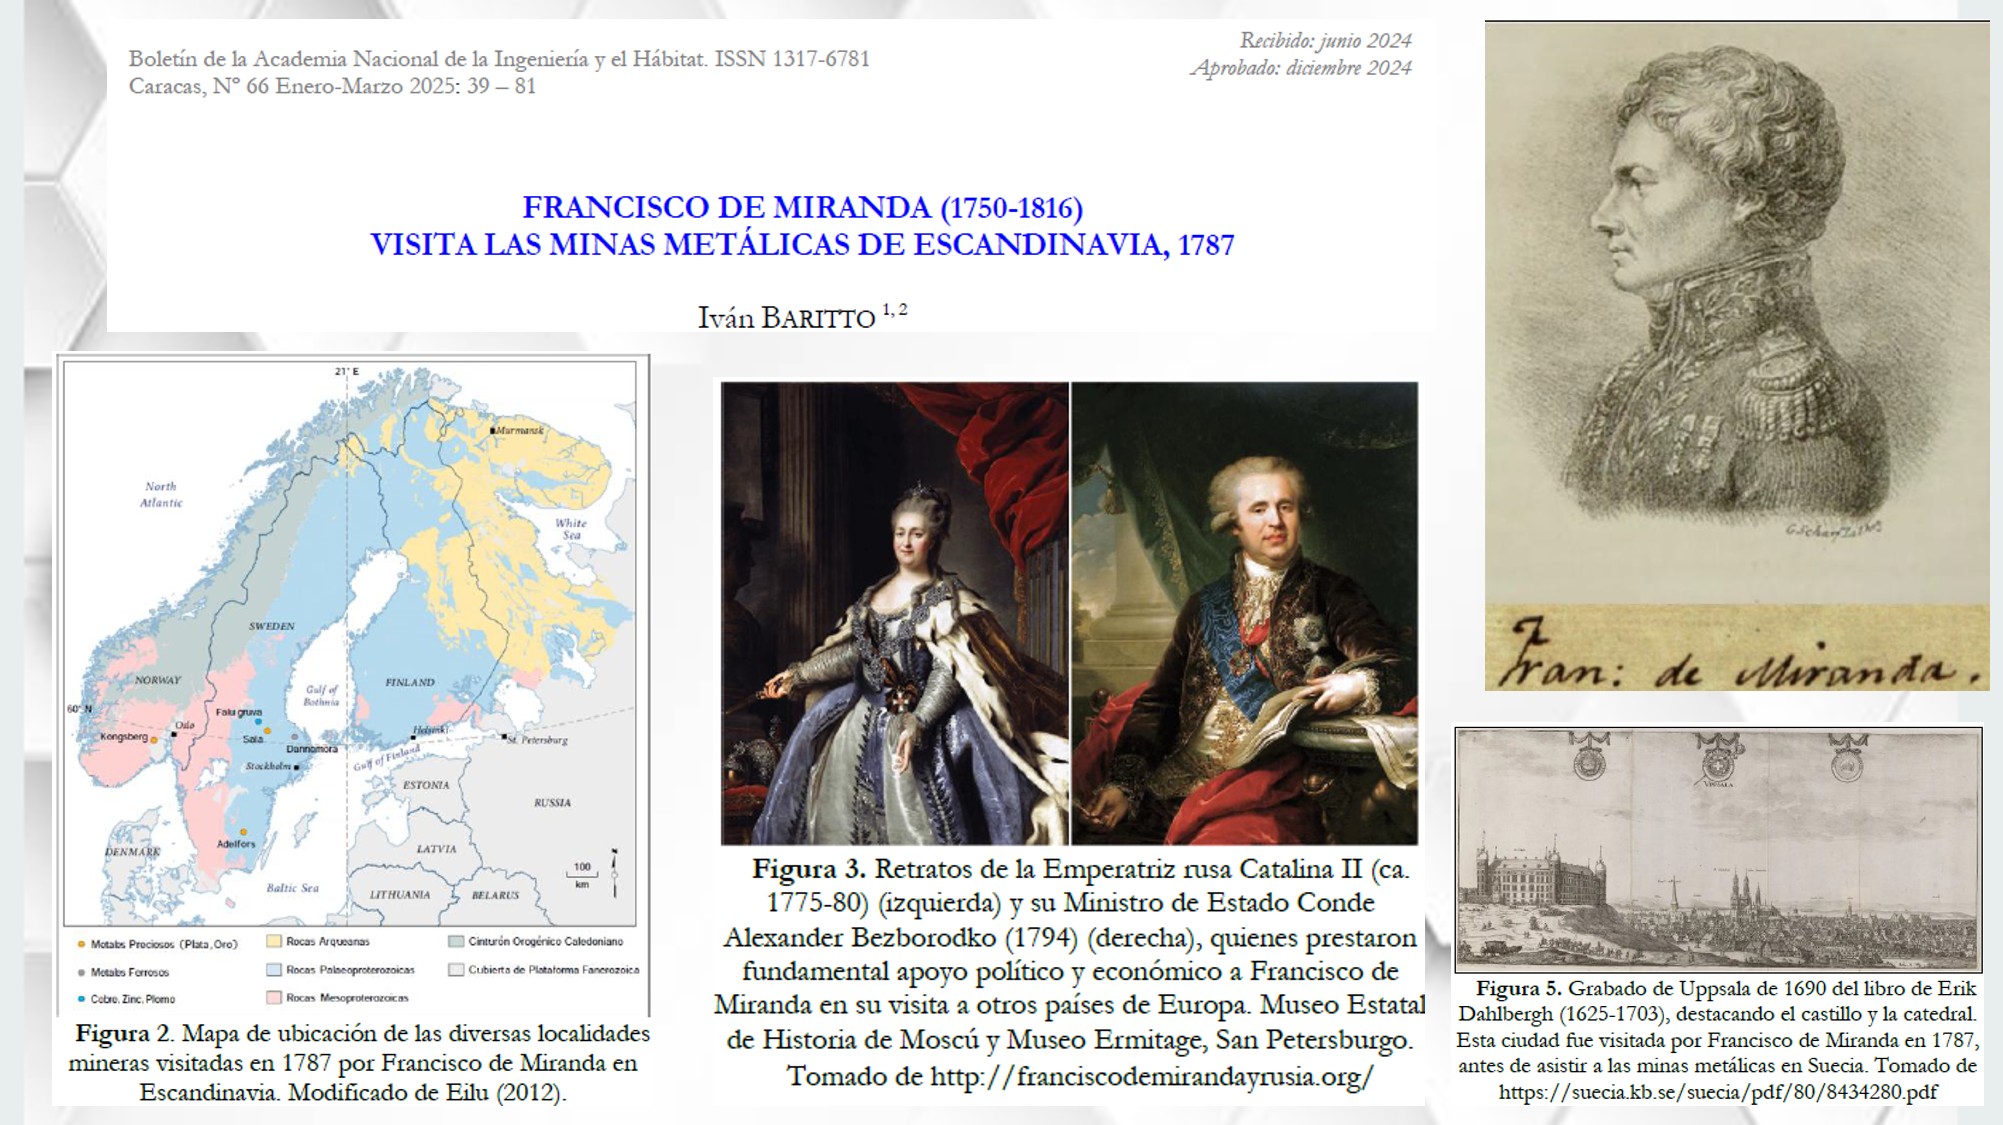 Boletín de la Academia Nacional de la Ingeniería y el Hábitat. ISSN 1317-6781
Caracas, Nº 66 Enero-Marzo 2025: 39 – 81
Recibido: junio 2024
Aprobado: diciembre 2024
FRANCISCO DE MIRANDA (1750-1816)
VISITA LAS MINAS METÁLICAS DE ESCANDINAVIA, 1787
Iván BARITTO 1, 2
21° E
Murmansk
North
Atlantic
White
Sea
SWEDEN
NORWAY
FINLAND
Gulf of
Bothnia
60° N
Falu gruva
Oslo
Kongsberg
Sala
Dannamora
Helsinki
St. Petersburg
Stockholm
Gulf of Finland
ESTONIA
RUSSIA
Adelfors
DENMARK
LATVIA
100
km
Baltic Sea
LITHUANIA
BELARUS
Metales Preciosos (Plata, Oro)
Metales Ferrosos
Cobre, Zinc, Plomo
Rocas Arqueanas
Rocas Palaeoproterozoicas
Rocas Mesoproterozoicas
Cinturón Orogénico Caledoniano
Cubierta de Plataforma Fanerozoica
Figura 2. Mapa de ubicación de las diversas localidades
mineras visitadas en 1787 por Francisco de Miranda en
Escandinavia. Modificado de Eilu (2012).
Figura 3. Retratos de la Emperatriz rusa Catalina II (ca.
1775-80) (izquierda) y su Ministro de Estado Conde
Alexander Bezborodko (1794) (derecha), quienes prestaron
fundamental apoyo político y económico a Francisco de
Miranda en su visita a otros países de Europa. Museo Estatal
de Historia de Moscú y Museo Ermitage, San Petersburgo.
Tomado de http://franciscodemirandayrusia.org/
Fran: de Miranda.
VPSALA
Figura 5. Grabado de Uppsala de 1690 del libro de Erik
Dahlbergh (1625-1703), destacando el castillo y la catedral.
Esta ciudad fue visitada por Francisco de Miranda en 1787,
antes de asistir a las minas metálicas en Suecia. Tomado de
https://suecia.kb.se/suecia/pdf/80/8434280.pdf